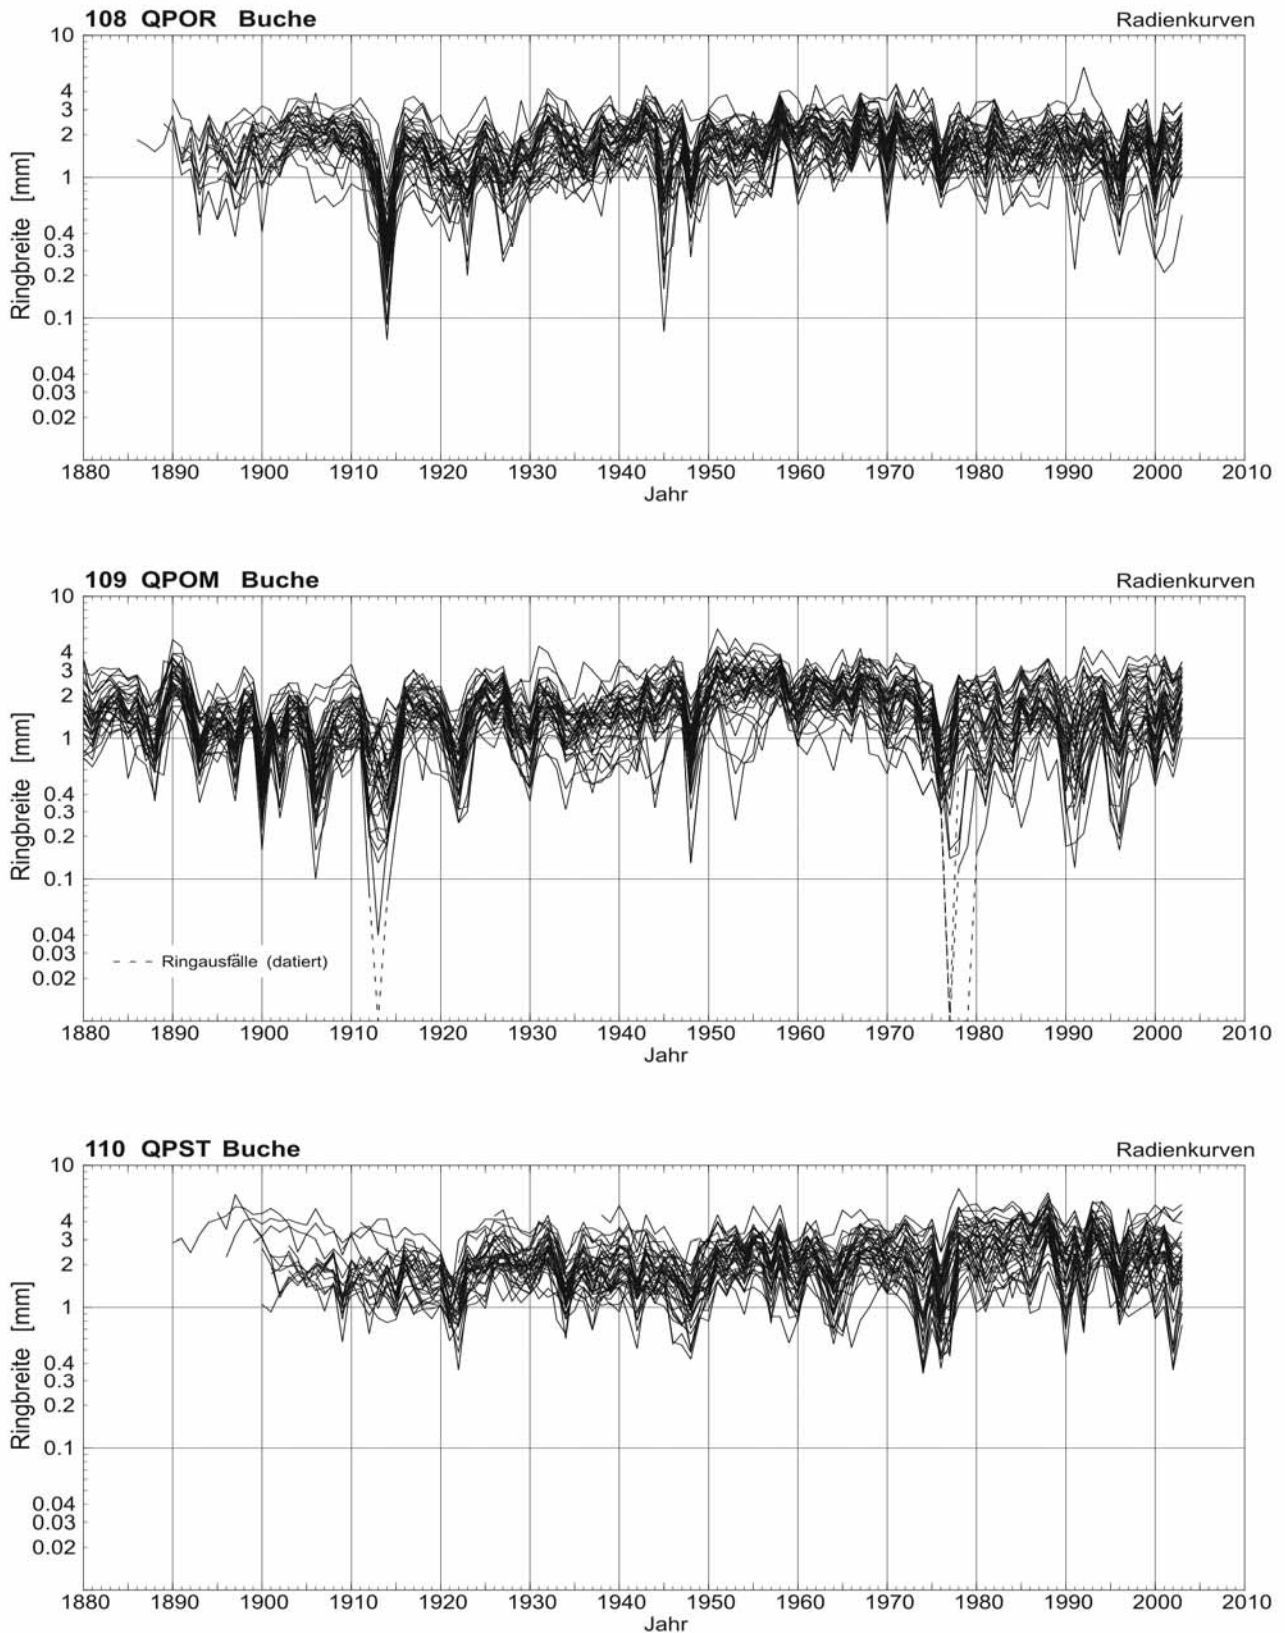 108 QPOR Buche Radienkurven
10
4
3
2
1
0.4
0.3
0.2
0.1
0.04
0.03
0.02
Ringbreite [mm]
1880 1890 1900 1910 1920 1930 1940 1950 1960 1970 1980 1990 2000 2010
Jahr
109 QPOM Buche Radienkurven
10
4
3
2
1
0.4
0.3
0.2
0.1
0.04
0.03
0.02
Ringbreite [mm]
Ringausfälle (datiert)
1880 1890 1900 1910 1920 1930 1940 1950 1960 1970 1980 1990 2000 2010
Jahr
110 QPST Buche Radienkurven
10
4
3
2
1
0.4
0.3
0.2
0.1
0.04
0.03
0.02
Ringbreite [mm]
1880 1890 1900 1910 1920 1930 1940 1950 1960 1970 1980 1990 2000 2010
Jahr